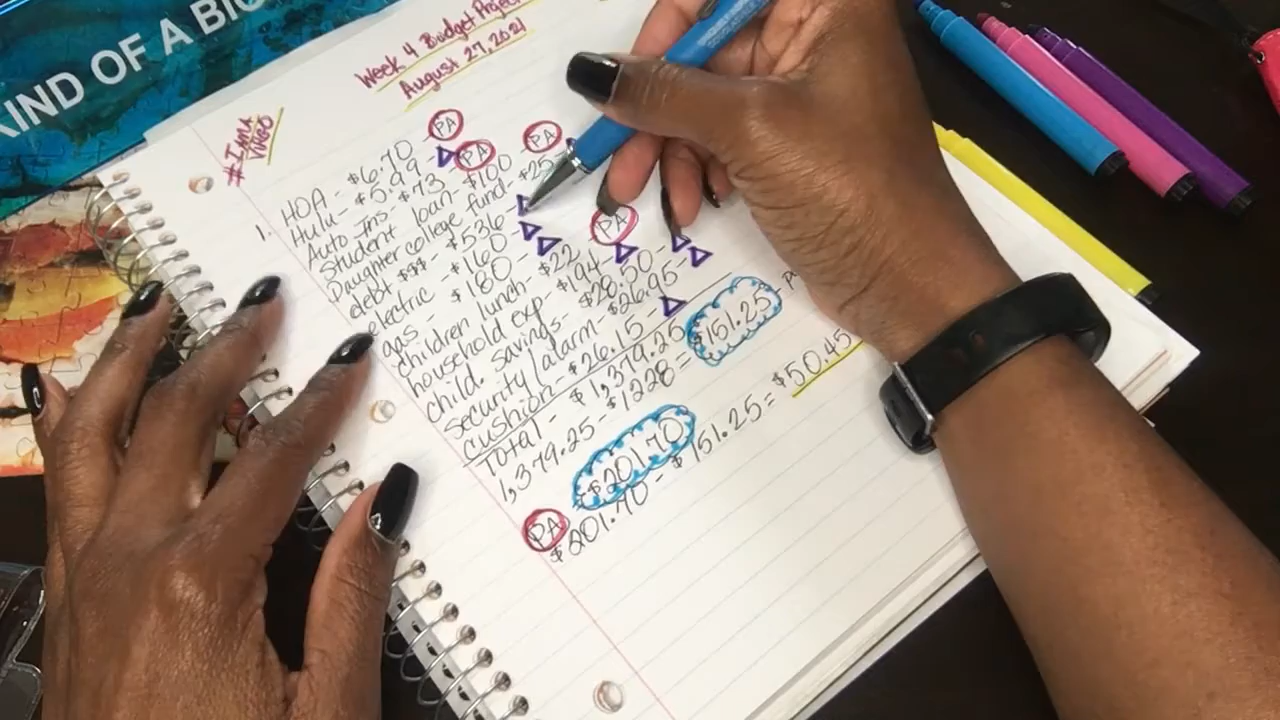 KIND OF A BIG
Week 4 Budget Project
August 27, 2021
#IMA
VIRGO
1. HOA - $6.70 PA
Hulu - $5.99
Auto Ins. - $73 PA
Student loan - $100 PA
Daughter college fund - $25
debt $$$ - $536
electric - $160
gas - $180 -
children lunch - $22 - PA
household exp - $194
child. savings - $28.50 -
security/alarm - $26.95
cushion - $26.15 -
Total - $1,379.25
1,379.25 - $1228 = $151.25 -
PA $201.70
$201.70 - $151.25 = $50.45